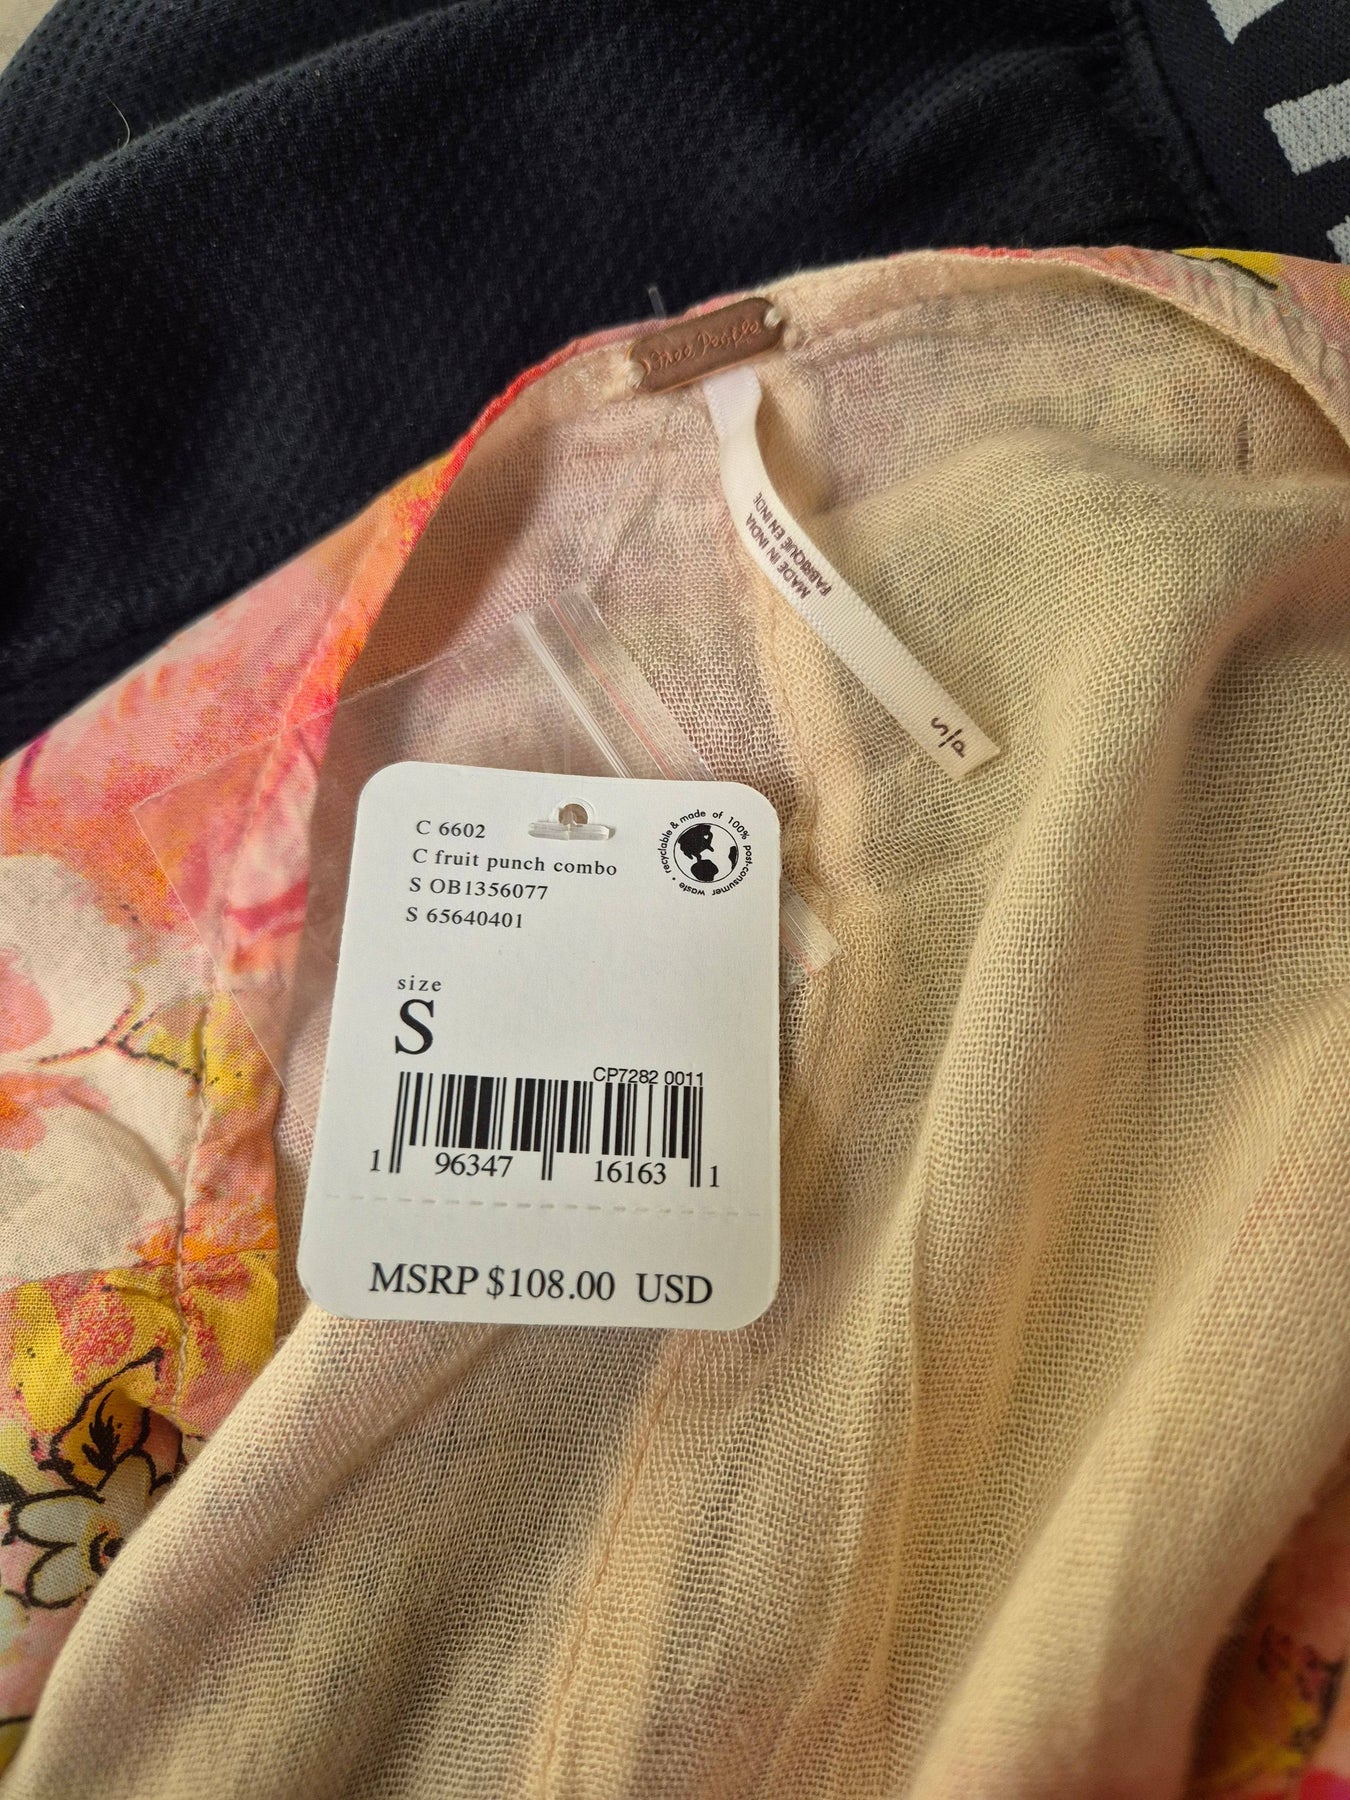 Free People
MADE IN INDIA
FABRIQUÉ EN INDE
S/P
C 6602
C fruit punch combo
S OB1356077
S 65640401
recyclable & made of 100% post-consumer waste
size
S
CP7282 0011
1 96347 16163 1
MSRP $108.00 USD